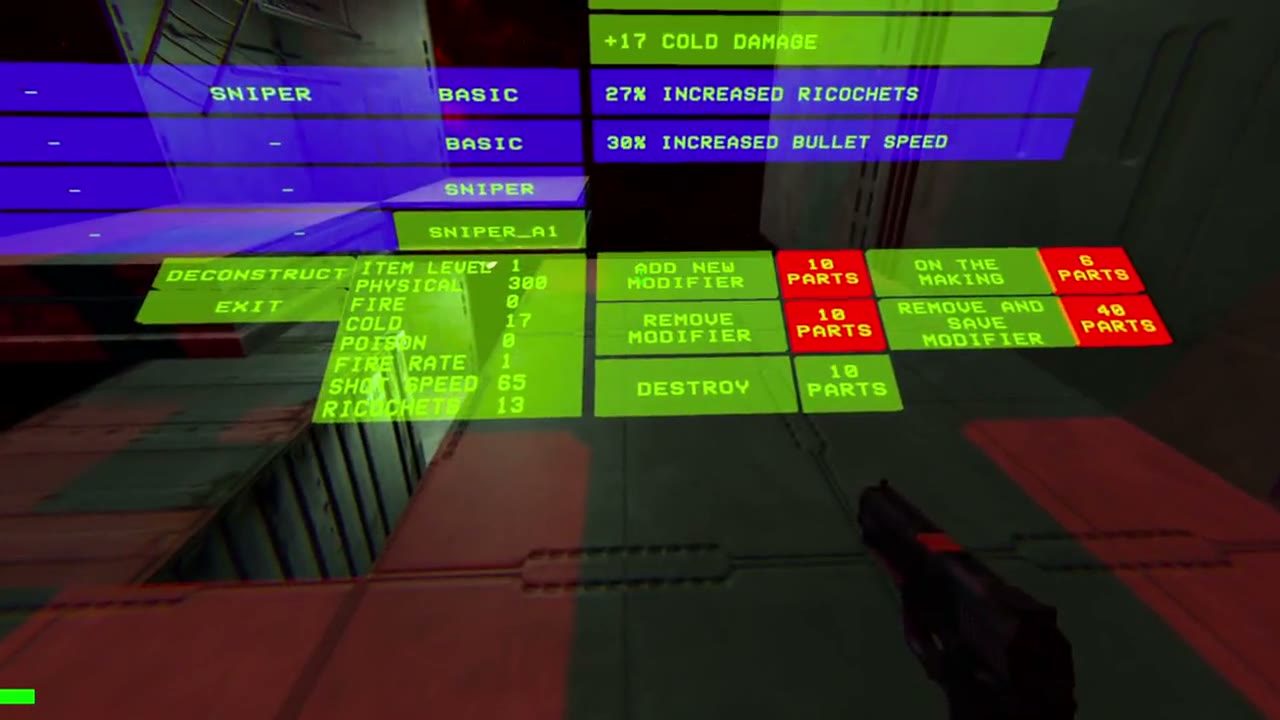 +17 COLD DAMAGE
– SNIPER BASIC 27% INCREASED RICOCHETS
– – BASIC 30% INCREASED BULLET SPEED
– – SNIPER
– – SNIPER_A1
DECONSTRUCT
EXIT
ITEM LEVEL 1
PHYSICAL 300
FIRE 0
COLD 17
POISON 0
FIRE RATE 1
SHOT SPEED 65
RICOCHETS 13
ADD NEW
MODIFIER
10
PARTS
ON THE
MAKING
6
PARTS
REMOVE
MODIFIER
10
PARTS
REMOVE AND
SAVE
MODIFIER
40
PARTS
DESTROY
10
PARTS